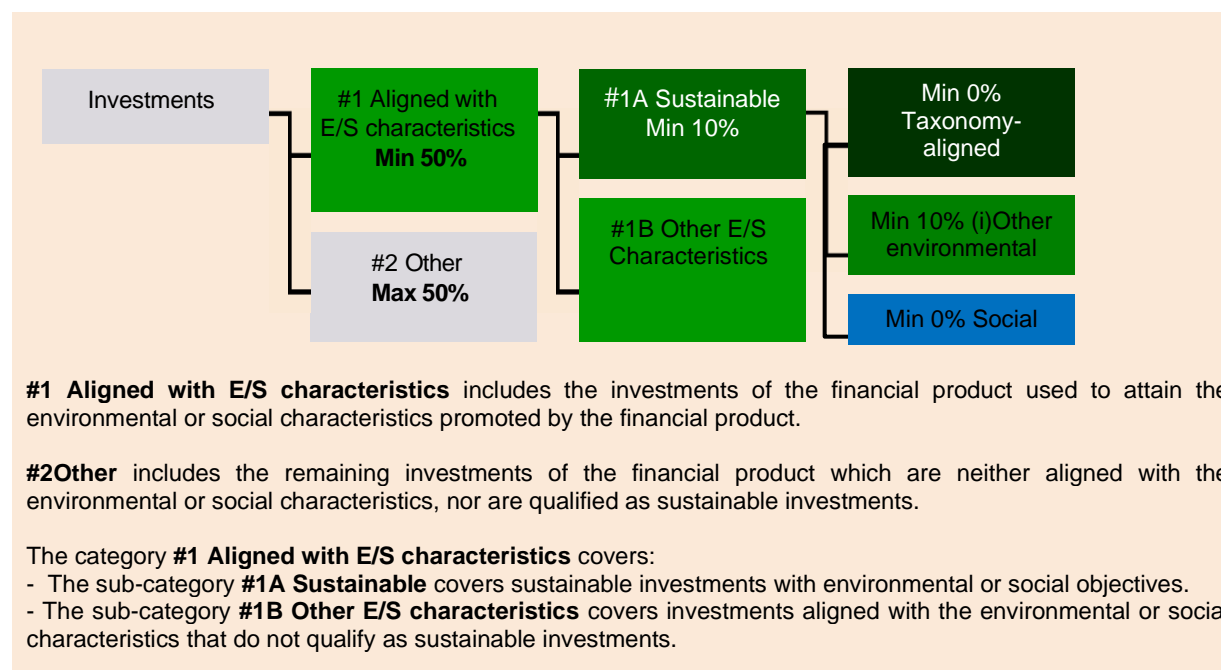 Investments
#1 Aligned with
E/S characteristics
Min 50%
#2 Other
Max 50%
#1A Sustainable
Min 10%
#1B Other E/S
Characteristics
Min 0%
Taxonomy-
aligned
Min 10% (i)Other
environmental
Min 0% Social
#1 Aligned with E/S characteristics includes the investments of the financial product used to attain the
environmental or social characteristics promoted by the financial product.
#2Other includes the remaining investments of the financial product which are neither aligned with the
environmental or social characteristics, nor are qualified as sustainable investments.
The category #1 Aligned with E/S characteristics covers:
- The sub-category #1A Sustainable covers sustainable investments with environmental or social objectives.
- The sub-category #1B Other E/S characteristics covers investments aligned with the environmental or social
characteristics that do not qualify as sustainable investments.